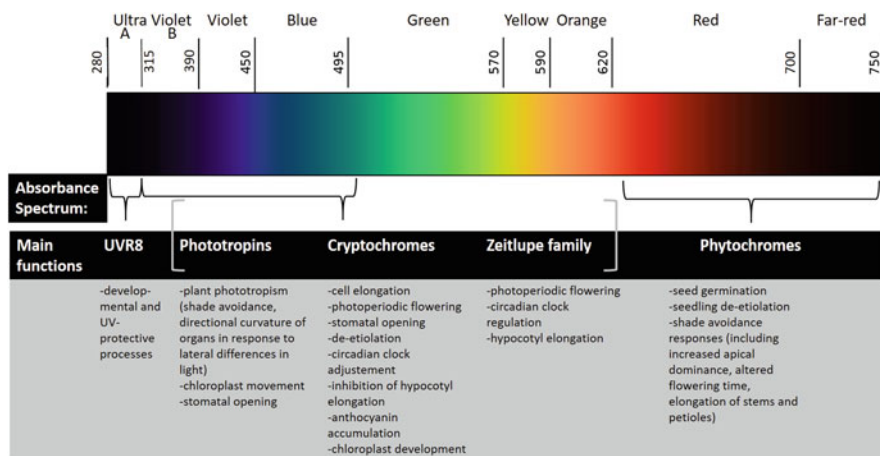 Ultra Violet Violet Blue Green Yellow Orange Red Far-red
A B
280 315 390 450 495 570 590 620 700 750
Absorbance
Spectrum:
Main
functions
UVR8 Phototropins Cryptochromes Zeitlupe family Phytochromes
-develop-
mental and
UV-
protective
processes
-plant phototropism
(shade avoidance,
directional curvature of
organs in response to
lateral differences in
light)
-chloroplast movement
-stomatal opening
-cell elongation
-photoperiodic flowering
-stomatal opening
-de-etiolation
-circadian clock
adjustement
-inhibition of hypocotyl
elongation
-anthocyanin
accumulation
-chloroplast development
-photoperiodic flowering
-circadian clock
regulation
-hypocotyl elongation
-seed germination
-seedling de-etiolation
-shade avoidance
responses (including
increased apical
dominance, altered
flowering time,
elongation of stems and
petioles)